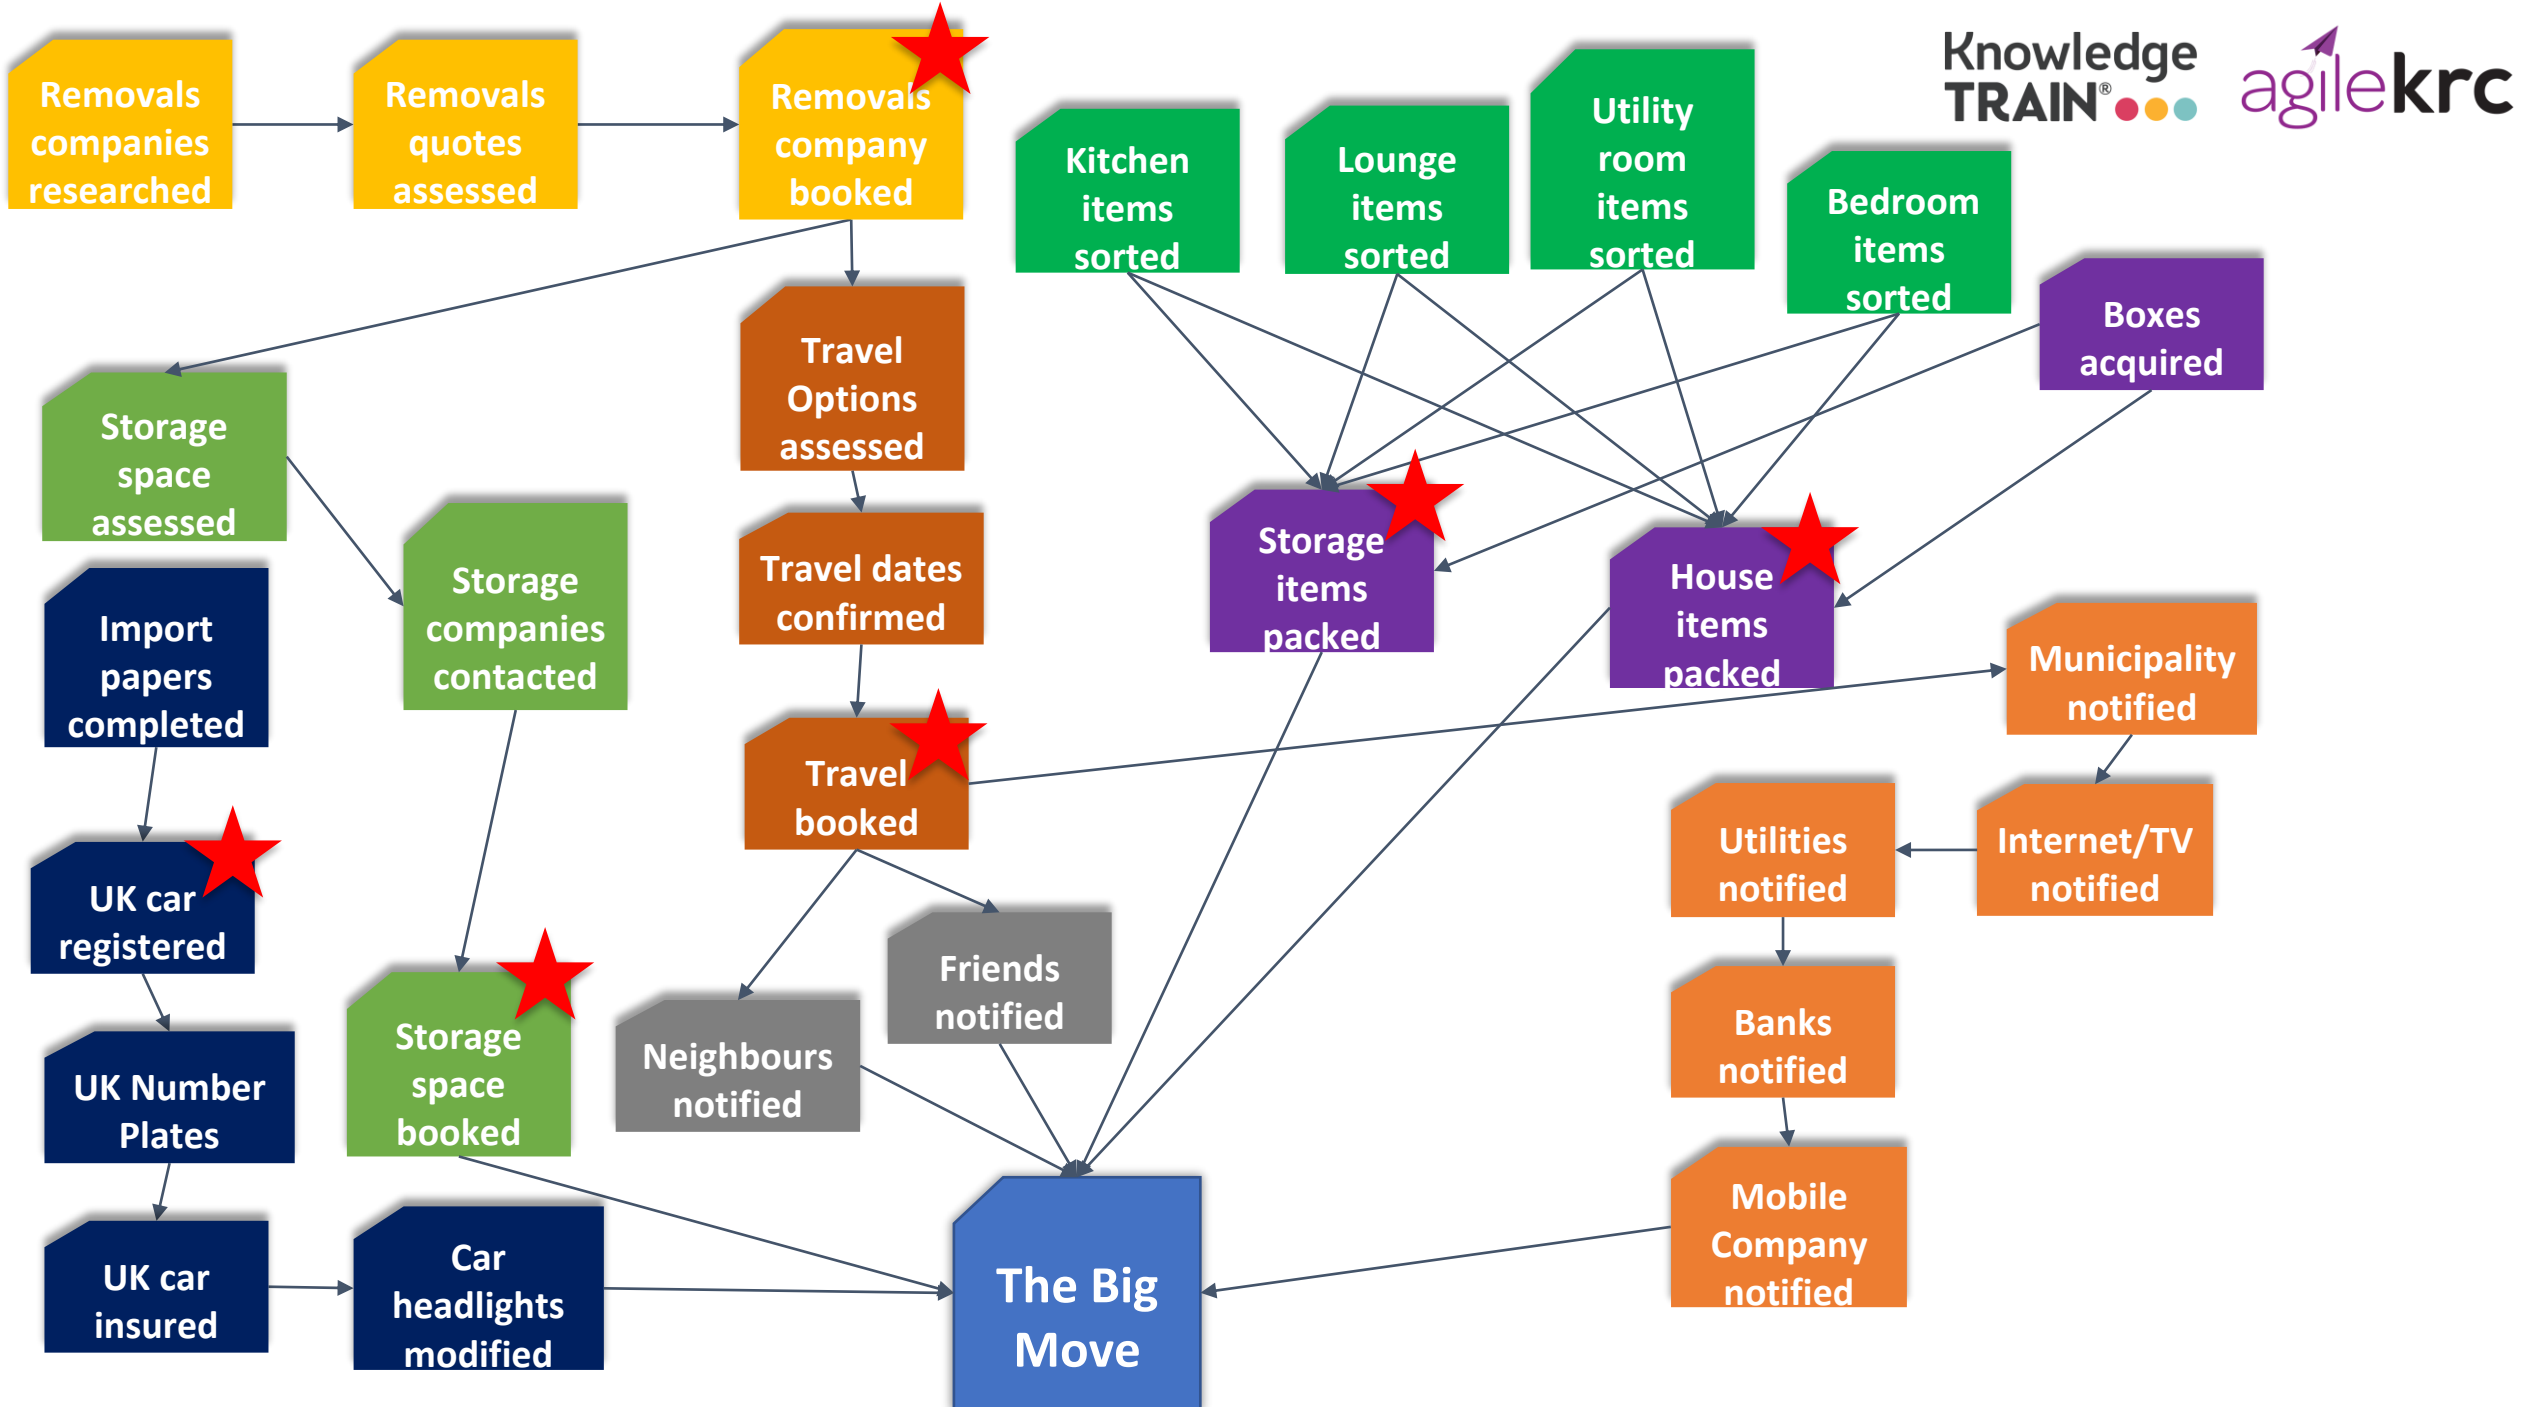 Removals
companies
researched
Removals
quotes
assessed
Removals
company
booked
Kitchen
items
sorted
Lounge
items
sorted
Utility
room
items
sorted
Bedroom
items
sorted
Boxes
acquired
Knowledge
TRAIN®
agilekrc
Storage
space
assessed
Travel
Options
assessed
Storage
companies
contacted
Travel dates
confirmed
Storage
items
packed
House
items
packed
Import
papers
completed
Municipality
notified
Travel
booked
Utilities
notified
Internet/TV
notified
UK car
registered
Friends
notified
Neighbours
notified
Storage
space
booked
Banks
notified
UK Number
Plates
Mobile
Company
notified
UK car
insured
Car
headlights
modified
The Big
Move